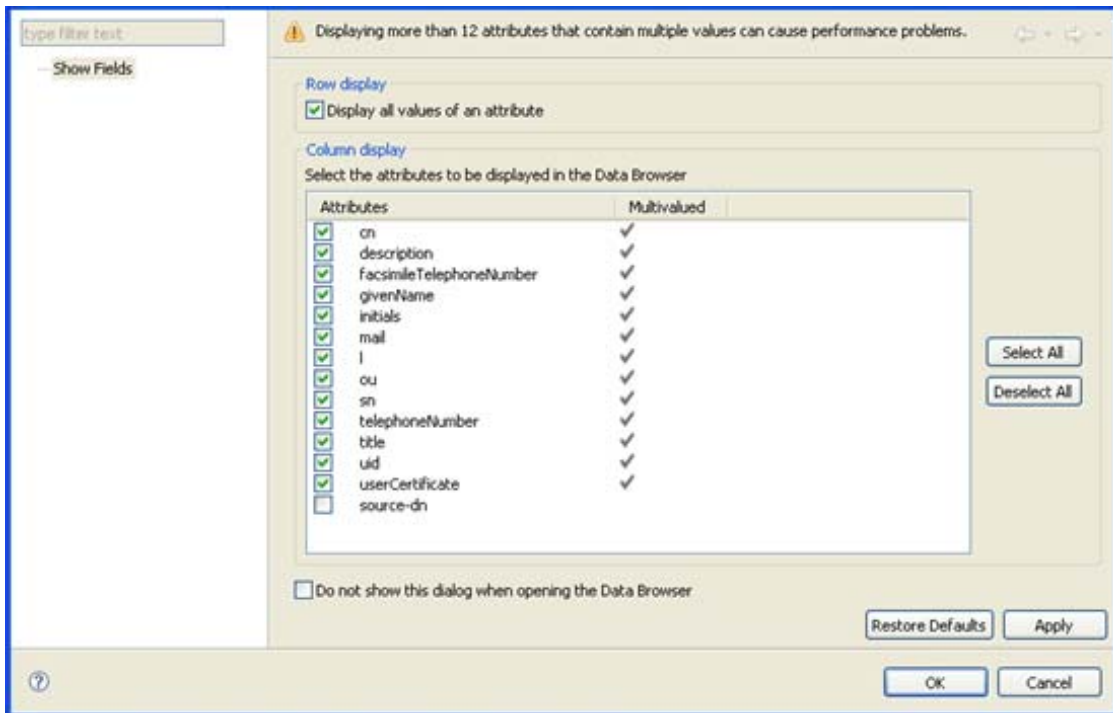 type filter text
Show Fields
Displaying more than 12 attributes that contain multiple values can cause performance problems.
Row display
Display all values of an attribute
Column display
Select the attributes to be displayed in the Data Browser
Attributes Multivalued
cn
description
facsimileTelephoneNumber
givenName
initials
mail
l
ou
sn
telephoneNumber
title
uid
userCertificate
source-dn
Select All
Deselect All
Do not show this dialog when opening the Data Browser
Restore Defaults Apply
OK Cancel